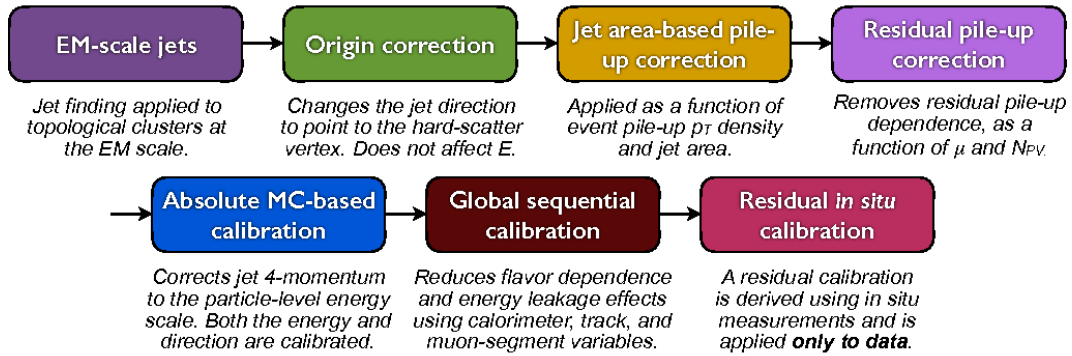 EM-scale jets
Jet finding applied to
topological clusters at
the EM scale.
Origin correction
Changes the jet direction
to point to the hard-scatter
vertex. Does not affect E.
Jet area-based pile-
up correction
Applied as a function of
event pile-up pT density
and jet area.
Residual pile-up
correction
Removes residual pile-up
dependence, as a
function of μ and NPV.
Absolute MC-based
calibration
Corrects jet 4-momentum
to the particle-level energy
scale. Both the energy and
direction are calibrated.
Global sequential
calibration
Reduces flavor dependence
and energy leakage effects
using calorimeter, track, and
muon-segment variables.
Residual in situ
calibration
A residual calibration
is derived using in situ
measurements and is
applied only to data.